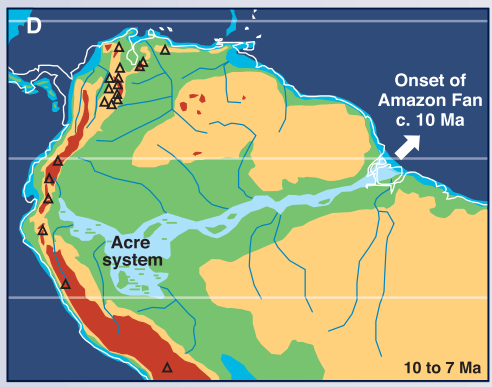 D
Onset of
Amazon Fan
c. 10 Ma
Acre
system
10 to 7 Ma